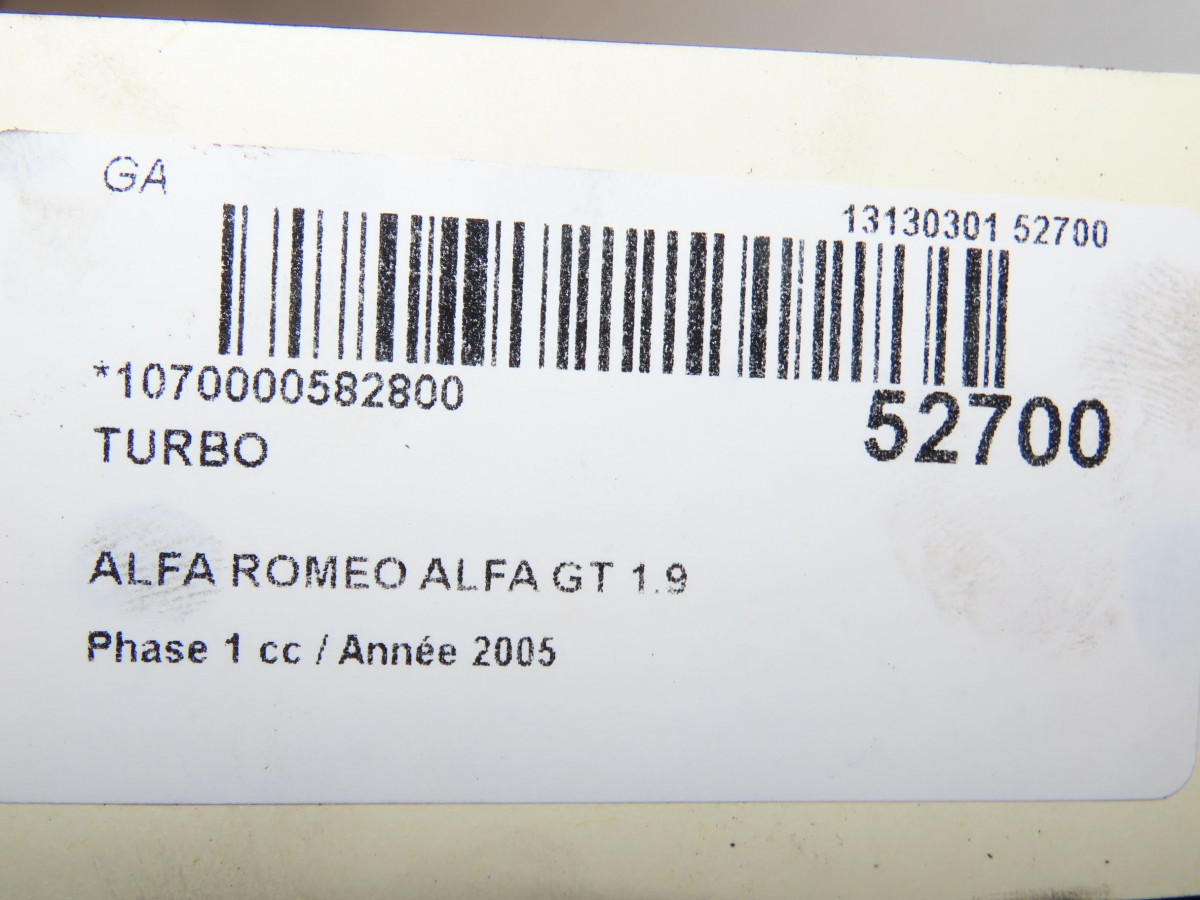 GA
13130301 52700
*1070000582800
52700
TURBO
ALFA ROMEO ALFA GT 1.9
Phase 1 cc / Année 2005